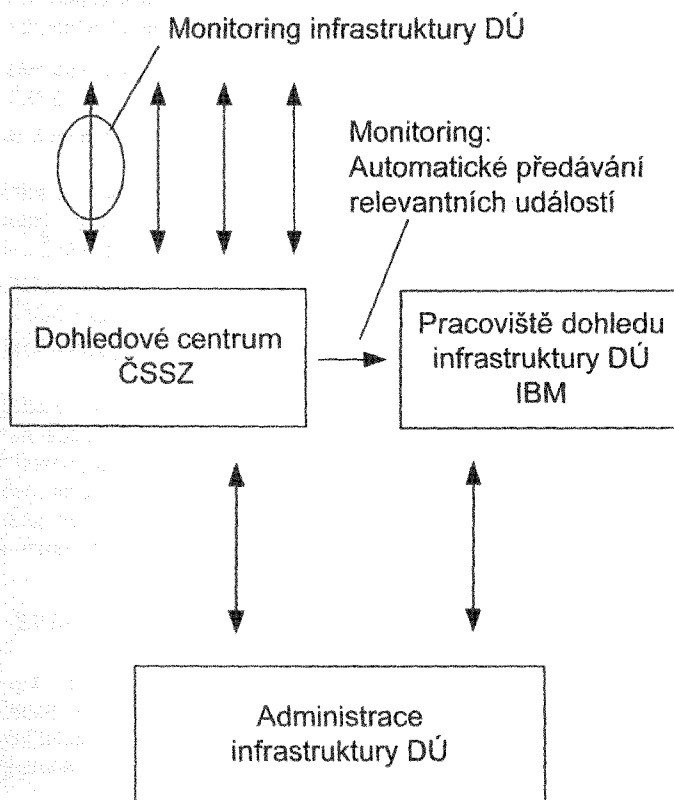 Monitoring infrastruktury DÚ
Monitoring:
Automatické předávání
relevantních událostí
Dohledové centrum
ČSSZ
Pracoviště dohledu
infrastruktury DÚ
IBM
Administrace
infrastruktury DÚ